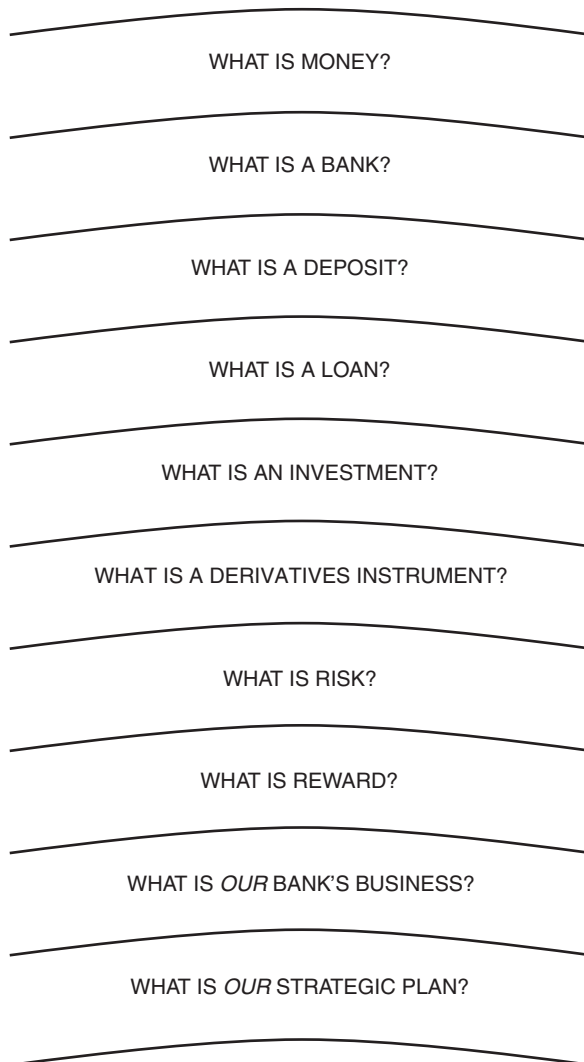 WHAT IS MONEY?
WHAT IS A BANK?
WHAT IS A DEPOSIT?
WHAT IS A LOAN?
WHAT IS AN INVESTMENT?
WHAT IS A DERIVATIVES INSTRUMENT?
WHAT IS RISK?
WHAT IS REWARD?
WHAT IS OUR BANK'S BUSINESS?
WHAT IS OUR STRATEGIC PLAN?